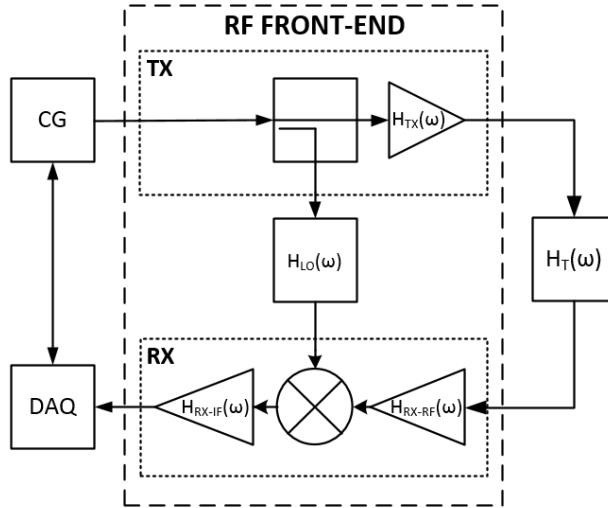 RF FRONT-END
TX
CG
H_TX(ω)
H_LO(ω)
H_T(ω)
RX
DAQ
H_RX-IF(ω)
H_RX-RF(ω)